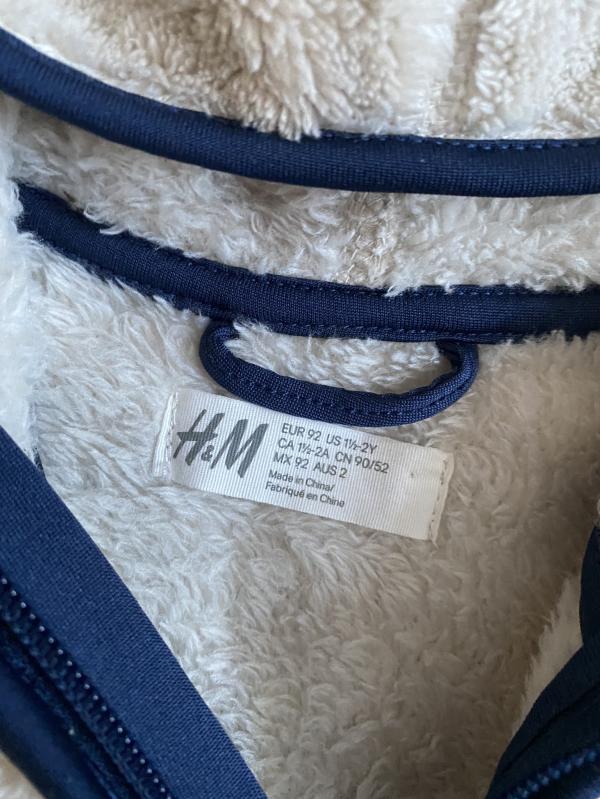 H&M
EUR 92 US 1½-2Y
CA 1½-2A CN 90/52
MX 92 AUS 2
Made in China/
Fabriqué en Chine